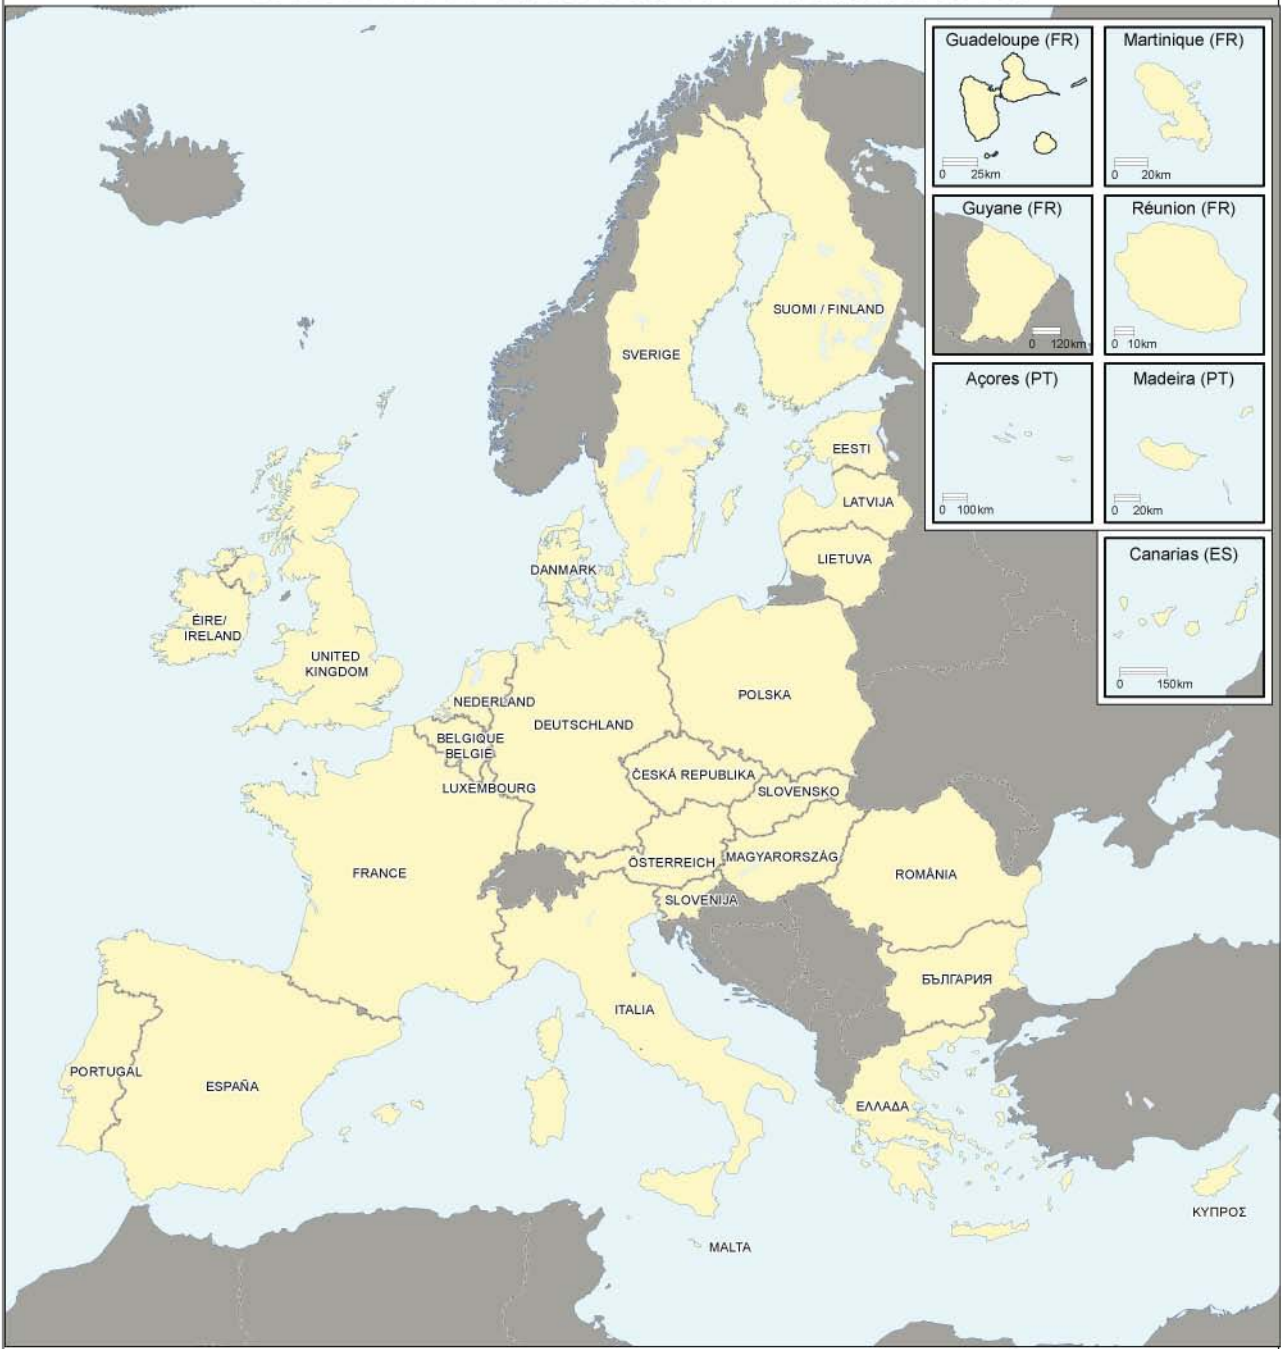 Guadeloupe (FR)
0 25km
Martinique (FR)
0 20km
Guyane (FR)
0 120km
Réunion (FR)
0 10km
Açores (PT)
0 100km
Madeira (PT)
0 20km
Canarias (ES)
0 150km
SUOMI / FINLAND
SVERIGE
EESTI
LATVIJA
LIETUVA
DANMARK
ÉIRE/
IRELAND
UNITED
KINGDOM
NEDERLAND
DEUTSCHLAND
POLSKA
BELGIQUE
BELGIË
LUXEMBOURG
ČESKÁ REPUBLIKA
SLOVENSKO
ÖSTERREICH
MAGYARORSZÁG
FRANCE
ROMÂNIA
SLOVENIJA
БЪЛГАРИЯ
ITALIA
PORTUGAL
ESPAÑA
ΕΛΛΑΔΑ
ΚΥΠΡΟΣ
MALTA